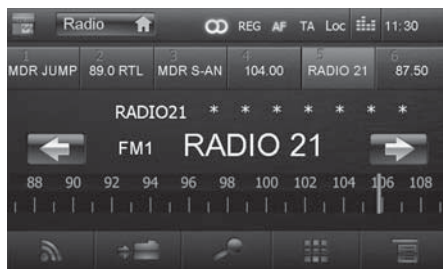 Radio REG AF TA Loc 11:30
1 2 3 4 5 6
MDR JUMP 89.0 RTL MDR S-AN 104.00 RADIO 21 87.50
RADIO21 * * * * * * *
FM1 RADIO 21
88 90 92 94 96 98 100 102 104 106 108